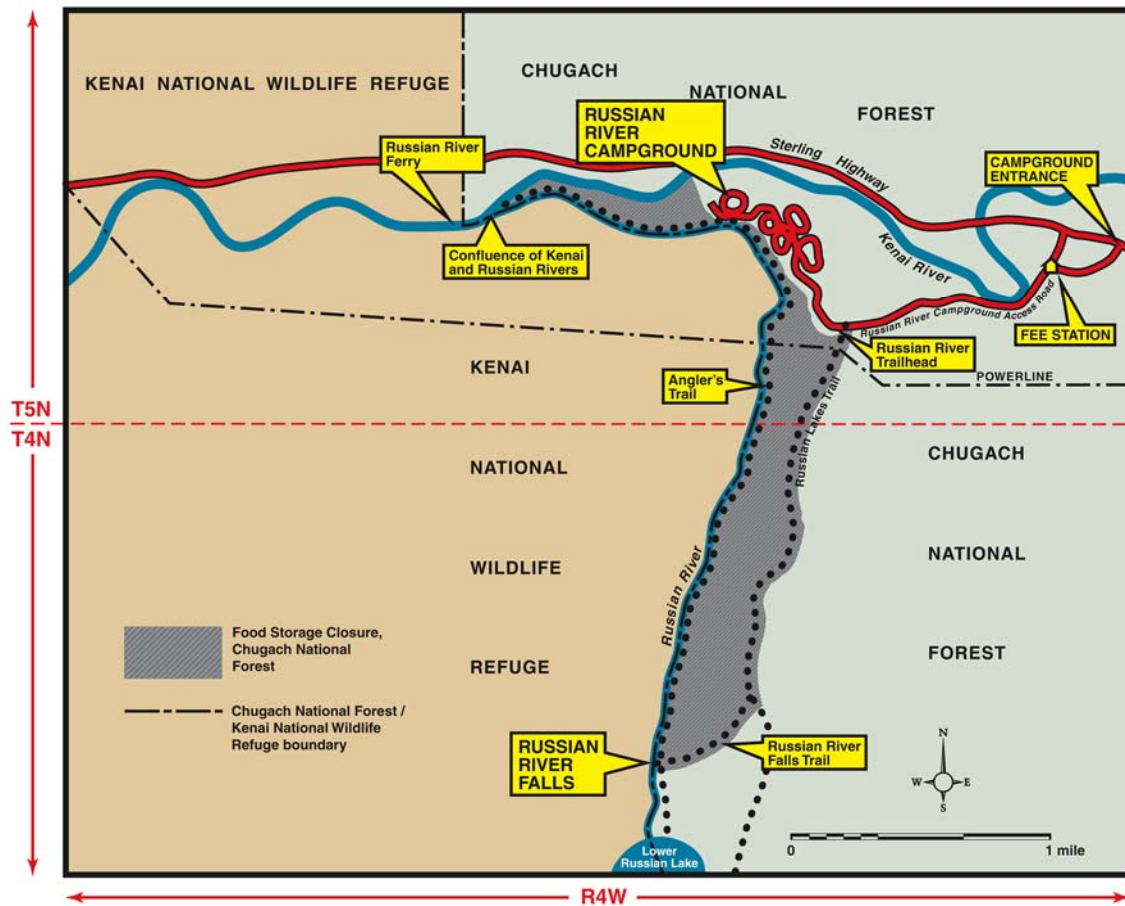 KENAI NATIONAL WILDLIFE REFUGE
CHUGACH
NATIONAL
FOREST
RUSSIAN
RIVER
CAMPGROUND
Russian River
Ferry
Sterling Highway
CAMPGROUND
ENTRANCE
Confluence of Kenai
and Russian Rivers
Kenai River
Russian River Campground Access Road
FEE STATION
Russian River
Trailhead
KENAI
Angler's
Trail
POWERLINE
T5N
T4N
Russian Lakes Trail
CHUGACH
NATIONAL
NATIONAL
WILDLIFE
Russian River
FOREST
REFUGE
Food Storage Closure,
Chugach National
Forest
Chugach National Forest /
Kenai National Wildlife
Refuge boundary
RUSSIAN
RIVER
FALLS
Russian River
Falls Trail
N
W E
S
Lower
Russian Lake
0 1 mile
R4W